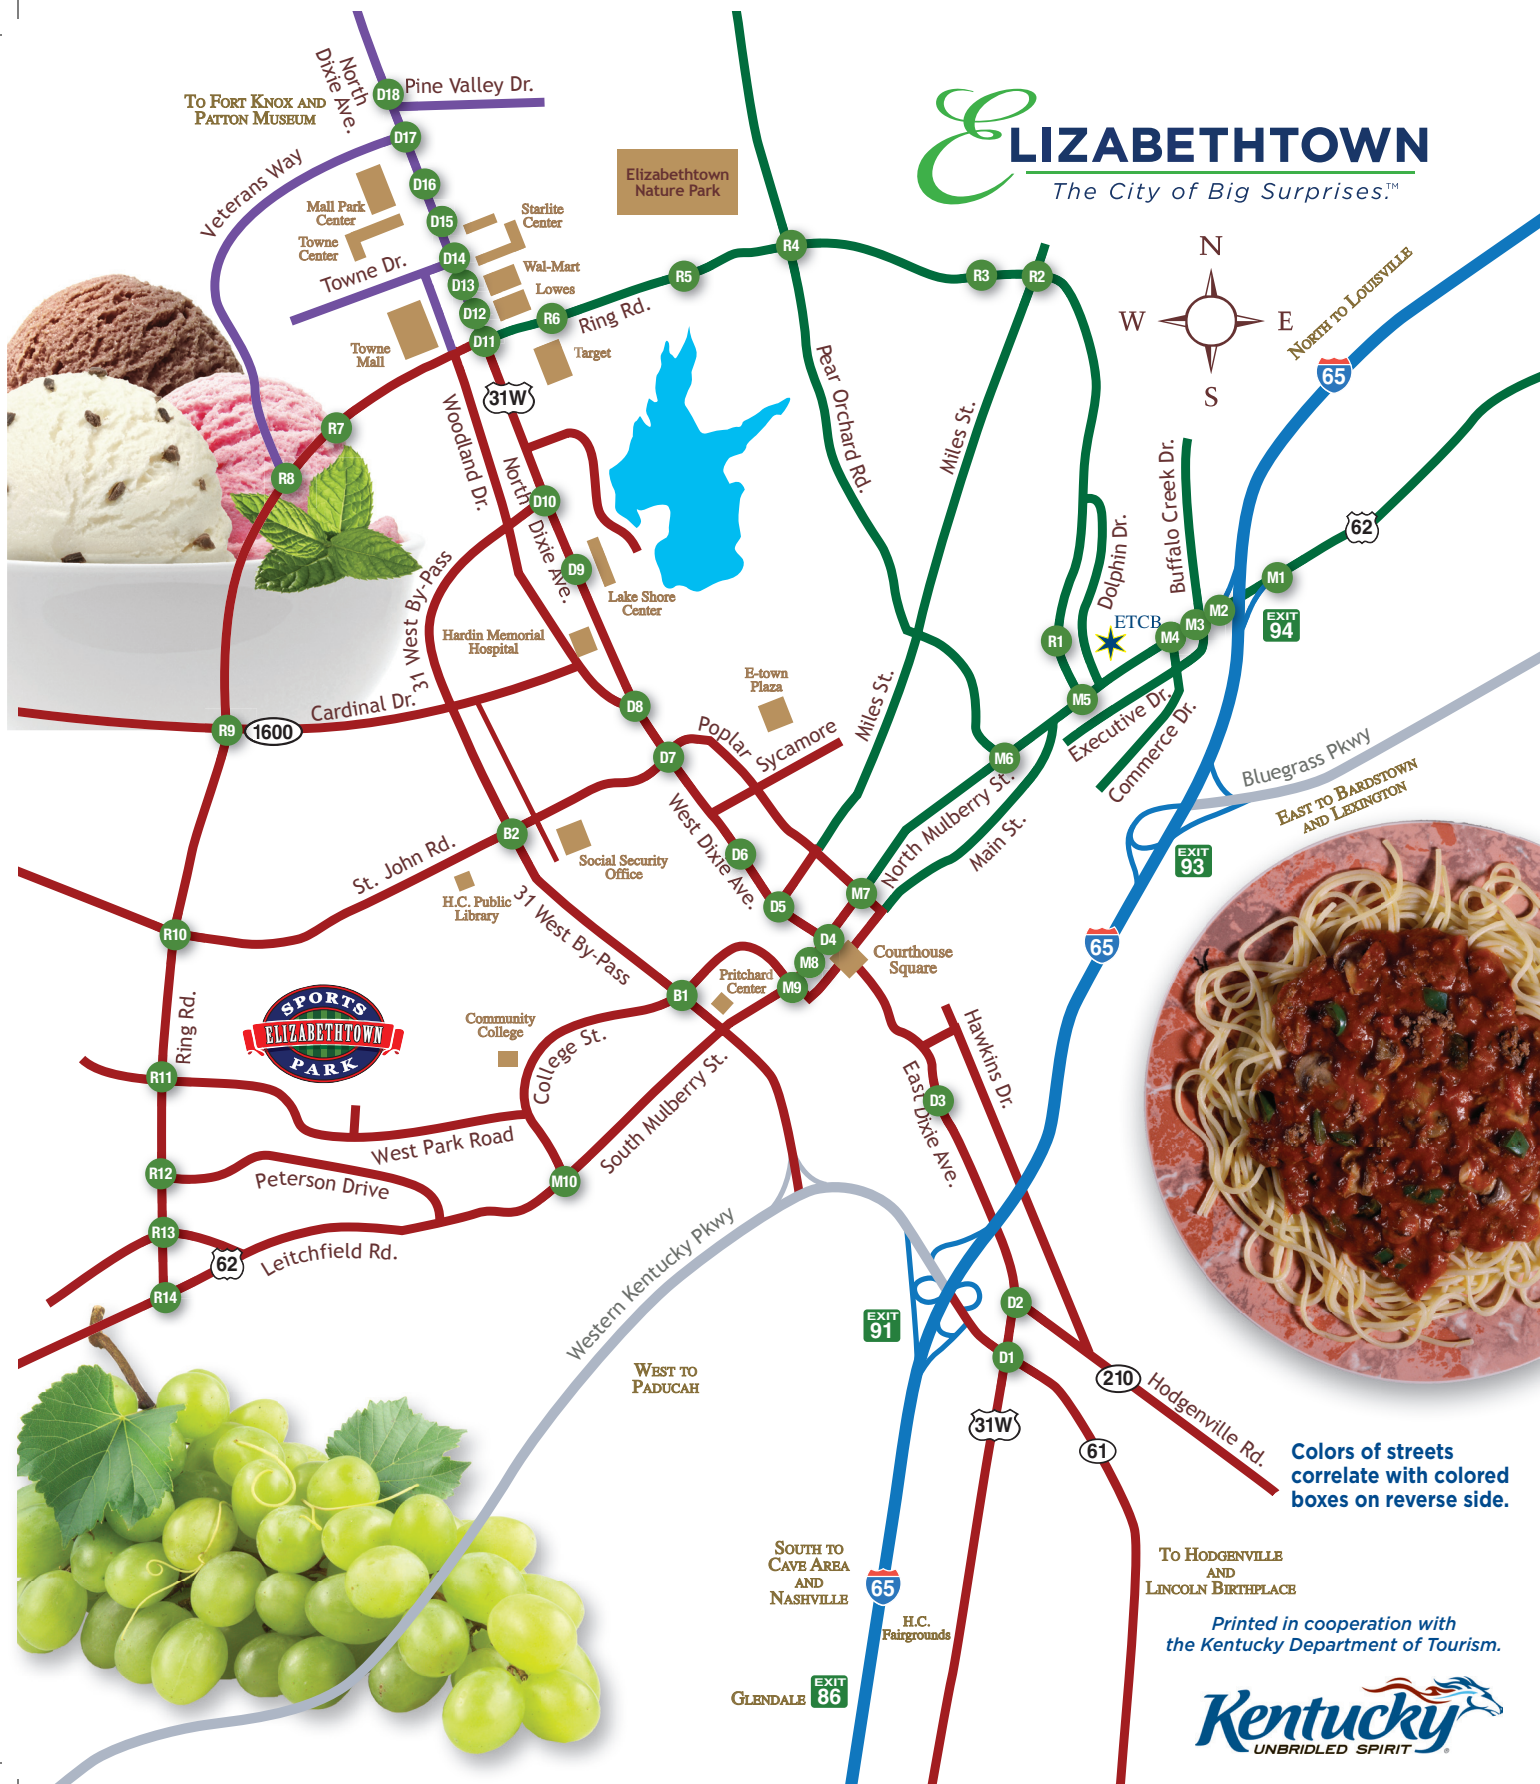 North
Dixie Ave.
D18
Pine Valley Dr.
To Fort Knox and
Patton Museum
D17
ELIZABETHTOWN
The City of Big Surprises.™
Veterans Way
D16
Elizabethtown
Nature Park
Mall Park
Center
D15
Starlite
Center
Towne
Center
D14
Towne Dr.
Wal-Mart
D13
Lowes
D12
R4
R5
R3
R2
R6
Ring Rd.
D11
Towne
Mall
Target
N
W
E
S
North to Louisville
65
31W
Woodland Dr.
North
Dixie Ave.
Pear Orchard Rd.
Miles St.
R7
R8
D10
D9
Lake Shore
Center
31 West By-Pass
Hardin Memorial
Hospital
Buffalo Creek Dr.
Dolphin Dr.
62
M1
M2
M3
M4
ETCB
R1
EXIT
94
M5
Executive Dr.
Commerce Dr.
Cardinal Dr.
R9
1600
D8
E-town
Plaza
Poplar
Sycamore
Miles St.
D7
M6
Bluegrass Pkwy
East to Bardstown
and Lexington
B2
St. John Rd.
West Dixie Ave.
D6
North Mulberry St.
Main St.
EXIT
93
Social Security
Office
H.C. Public
Library
31 West By-Pass
D5
M7
R10
D4
M8
M9
Courthouse
Square
65
B1
Pritchard
Center
Community
College
College St.
SPORTS
ELIZABETHTOWN
PARK
Ring Rd.
R11
Hawkins Dr.
East Dixie Ave.
D3
West Park Road
South Mulberry St.
R12
Peterson Drive
M10
R13
62
Leitchfield Rd.
R14
Western Kentucky Pkwy
D2
EXIT
91
D1
West to
Paducah
210
Hodgenville Rd.
31W
61
Colors of streets
correlate with colored
boxes on reverse side.
South to
Cave Area
and
Nashville
65
To Hodgenville
and
Lincoln Birthplace
H.C.
Fairgrounds
Printed in cooperation with
the Kentucky Department of Tourism.
Glendale
EXIT
86
Kentucky
UNBRIDLED SPIRIT